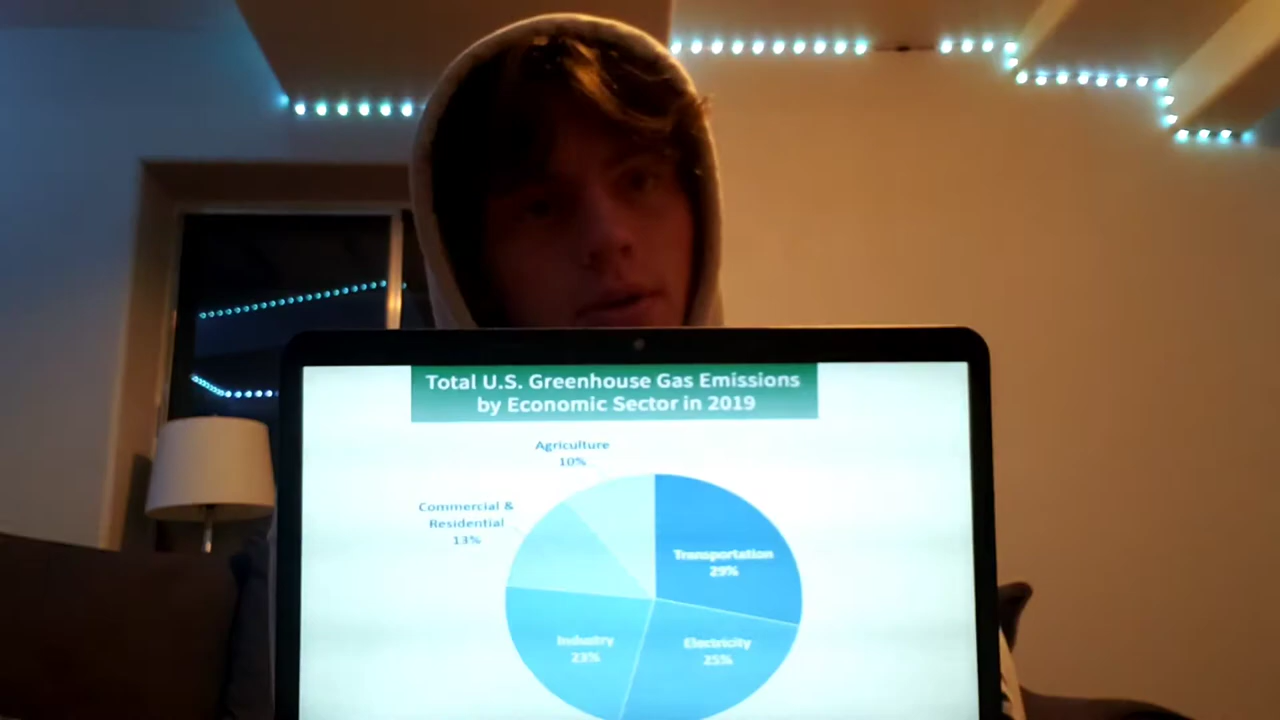 Total U.S. Greenhouse Gas Emissions
by Economic Sector in 2019
Agriculture
10%
Commercial &
Residential
13%
Transportation
29%
Industry
23%
Electricity
25%